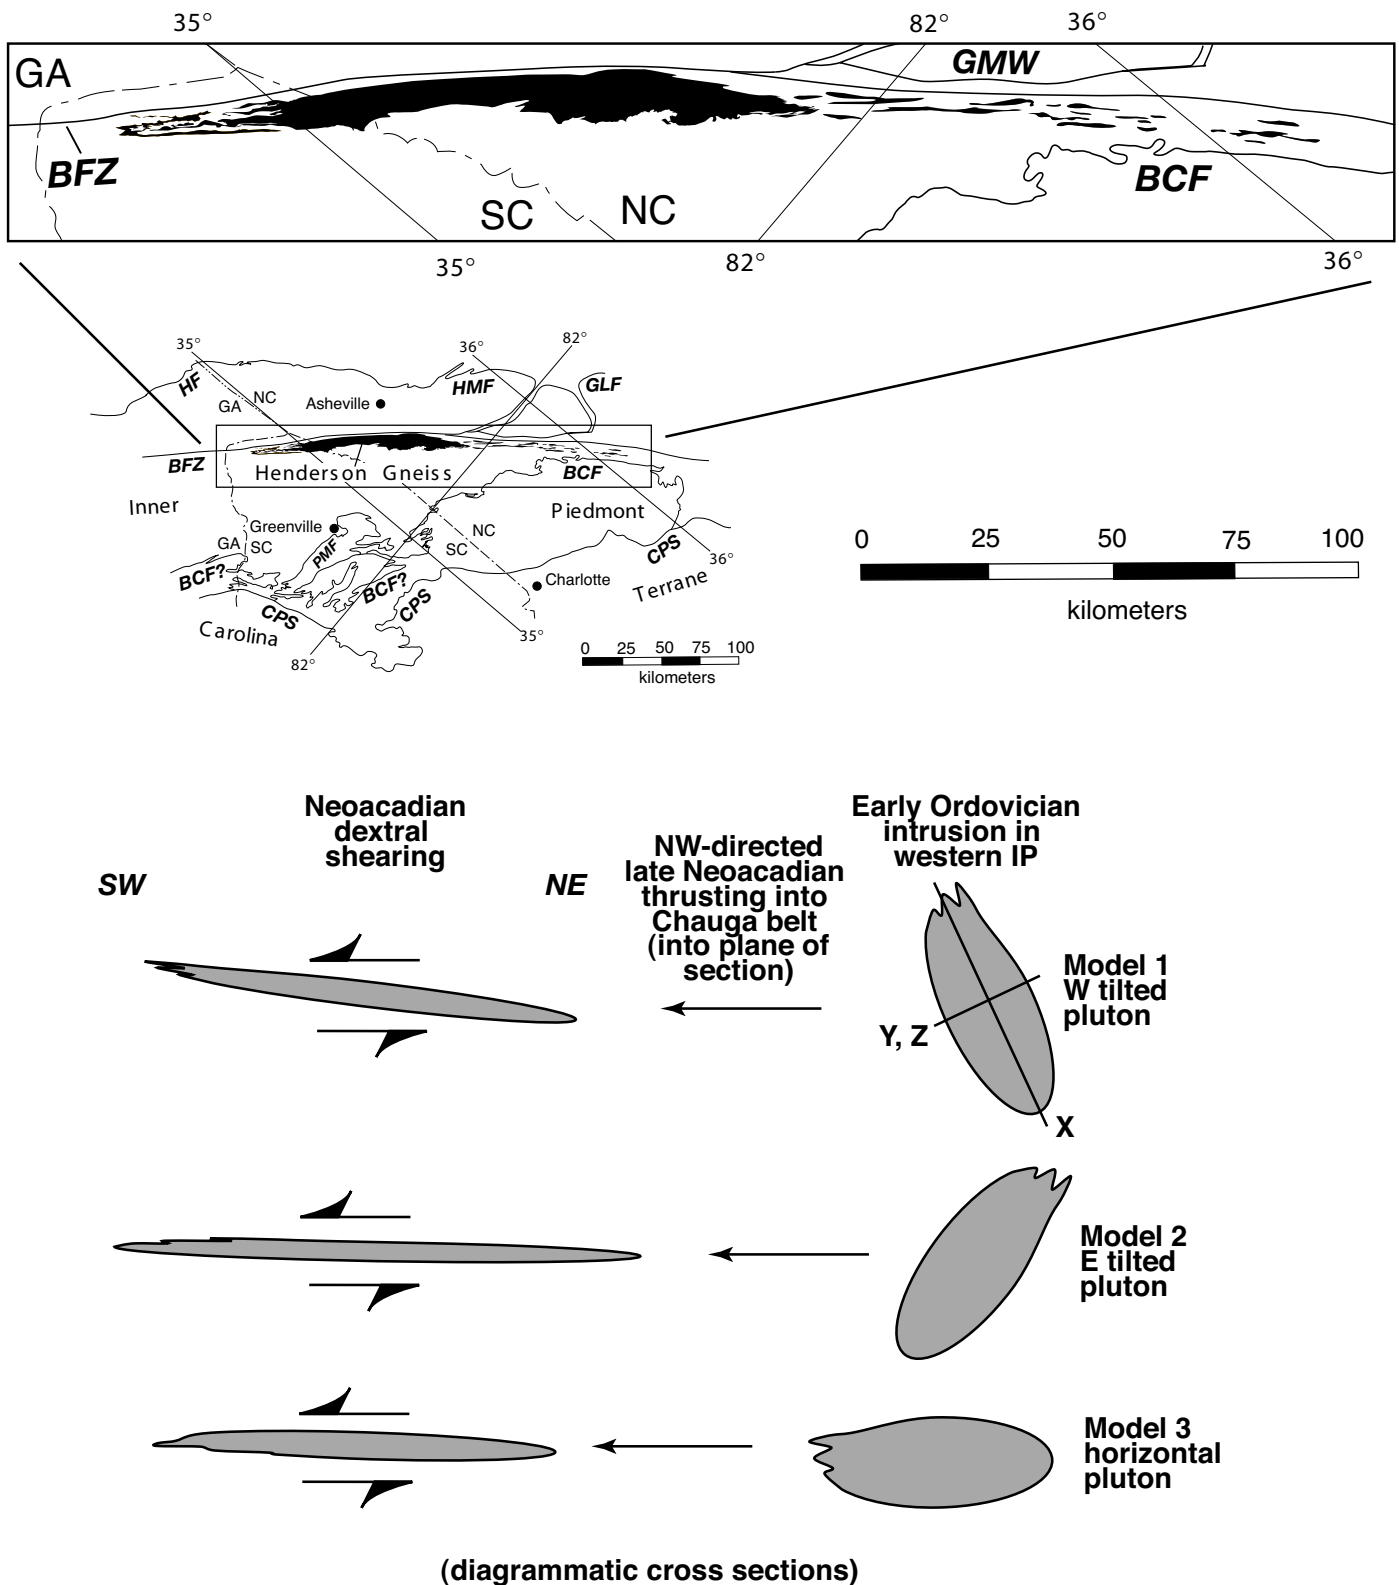 35°
82°
36°
GA
GMW
BFZ
BCF
SC
NC
35°
82°
36°
35°
36°
82°
HF
HMF
GLF
GA
NC
Asheville
BFZ
Henderson Gneiss
BCF
Inner
Piedmont
Greenville
NC
GA
SC
PMF
SC
CPS
36°
BCF?
BCF?
Charlotte
Terrane
CPS
CPS
Carolina
35°
82°
0 25 50 75 100
kilometers
0 25 50 75 100
kilometers
Neoacadian
dextral
shearing
SW
NE
NW-directed
late Neoacadian
thrusting into
Chauga belt
(into plane of
section)
Early Ordovician
intrusion in
western IP
Model 1
W tilted
pluton
Y, Z
X
Model 2
E tilted
pluton
Model 3
horizontal
pluton
(diagrammatic cross sections)